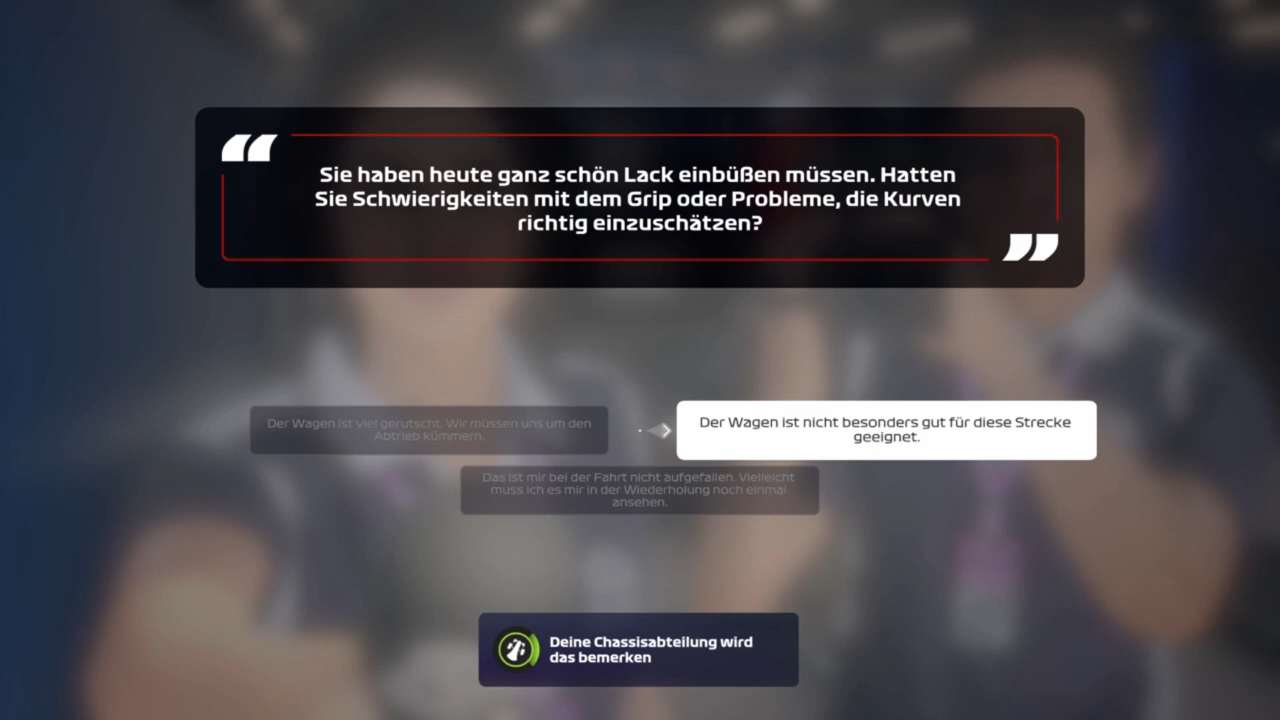 Sie haben heute ganz schön Lack einbüßen müssen. Hatten
Sie Schwierigkeiten mit dem Grip oder Probleme, die Kurven
richtig einzuschätzen?
Der Wagen ist viel gerutscht. Wir müssen uns um den
Abtrieb kümmern.
Der Wagen ist nicht besonders gut für diese Strecke
geeignet.
Das ist mir bei der Fahrt nicht aufgefallen. Vielleicht
muss ich es mir in der Wiederholung noch einmal
ansehen.
Deine Chassisabteilung wird
das bemerken